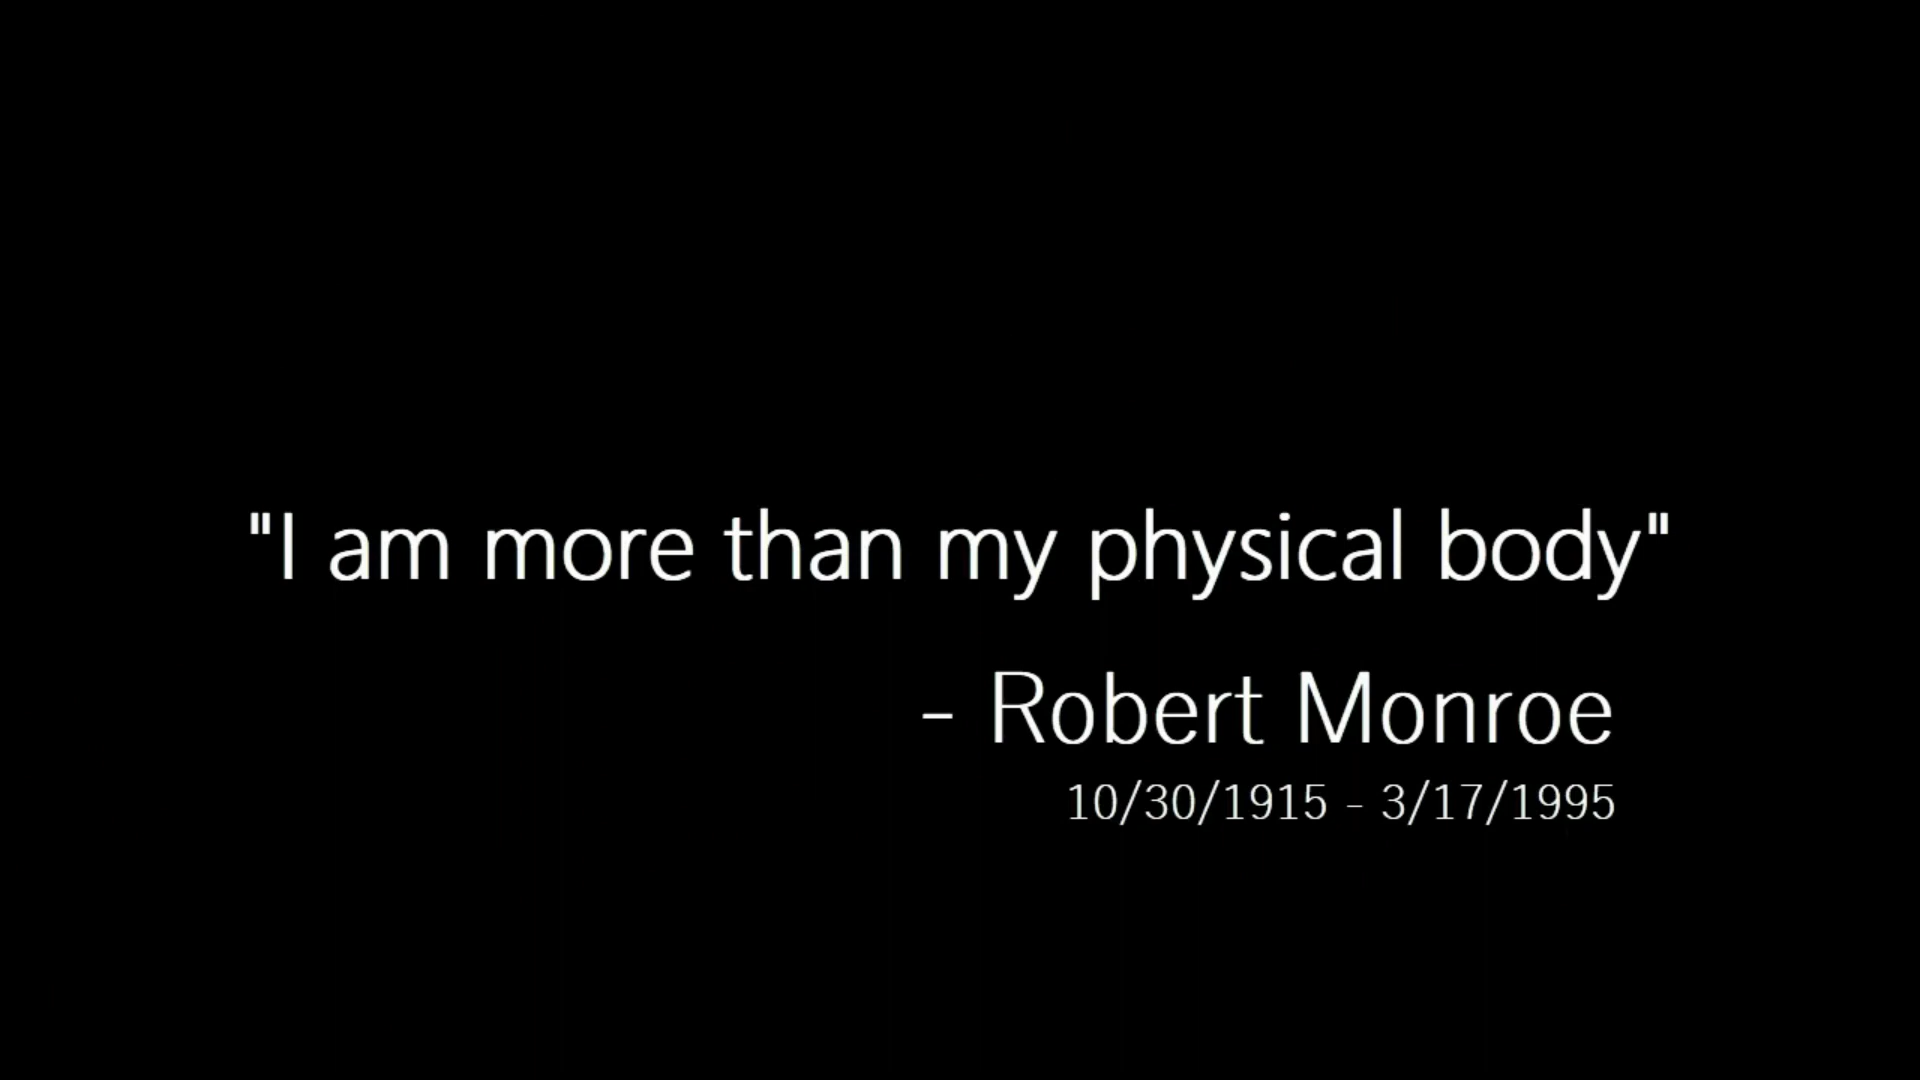 "I am more than my physical body"
- Robert Monroe
10/30/1915 - 3/17/1995